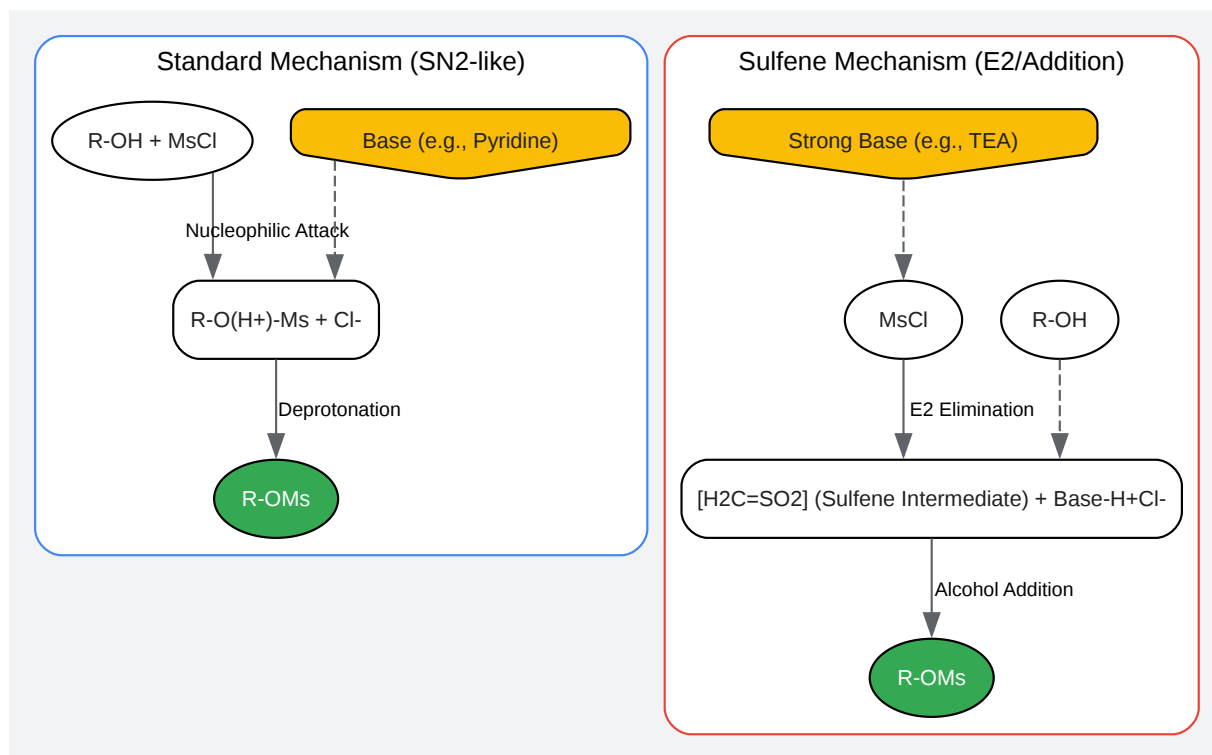 Standard Mechanism (SN2-like)
R-OH + MsCl
Base (e.g., Pyridine)
Nucleophilic Attack
R-O(H+)-Ms + Cl-
Deprotonation
R-OMs
Sulfene Mechanism (E2/Addition)
Strong Base (e.g., TEA)
MsCl
R-OH
E2 Elimination
[H2C=SO2] (Sulfene Intermediate) + Base-H+Cl-
Alcohol Addition
R-OMs